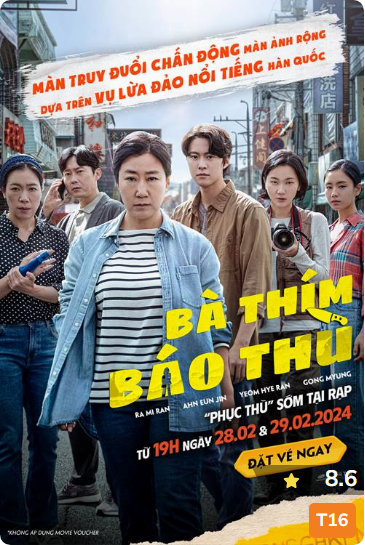 MÀN TRUY ĐUỔI CHẤN ĐỘNG MÀN ẢNH RỘNG
DỰA TRÊN VỤ LỪA ĐẢO NỔI TIẾNG HÀN QUỐC
BÀ THÍM
BÁO THÙ
RA MI RAN AHN EUN JIN YEOM HYE RAN GONG MYUNG
“PHỤC THÙ” SỚM TẠI RẠP
TỪ 19H NGÀY 28.02 & 29.02.2024
ĐẶT VÉ NGAY
8.6
T16
*KHÔNG ÁP DỤNG MOVIE VOUCHER